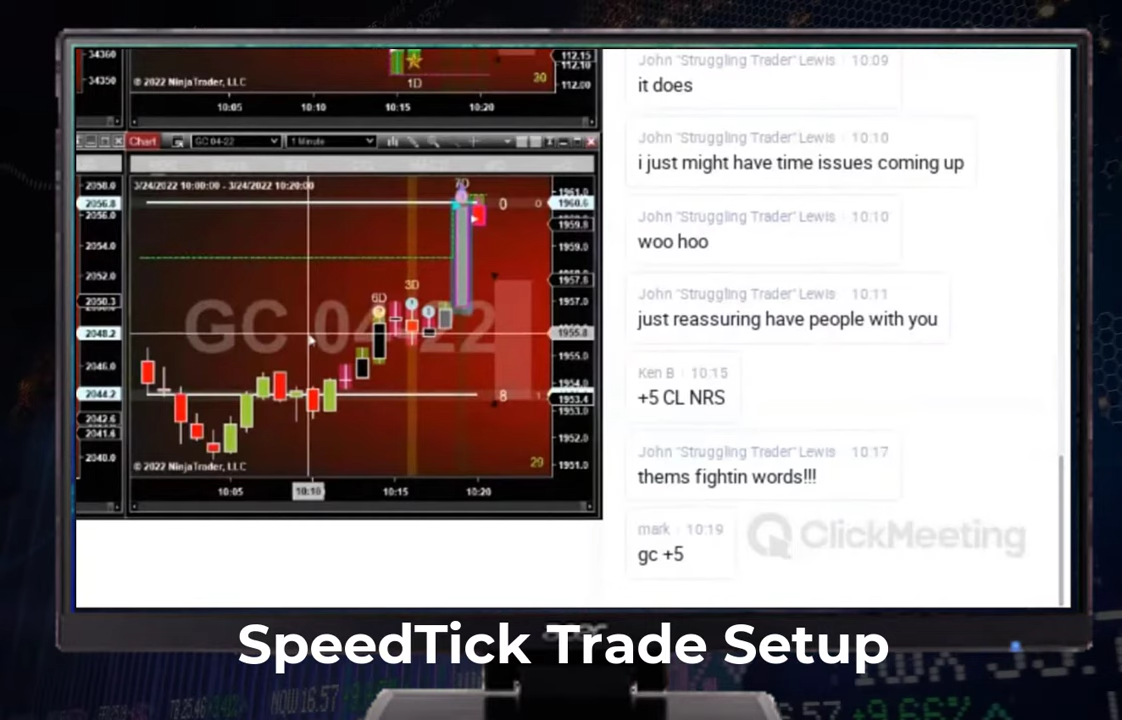 34360
34350
© 2022 NinjaTrader, LLC
1D
30
112.15
112.10
112.00
10:05
10:10
10:15
10:20
Chart
GC 04-22
1 Minute
3/24/2022 10:00:00 - 3/24/2022 10:20:00
GC 04-22
2058.0
2056.8
2056.0
2054.0
2052.0
2050.3
2048.2
2046.0
2044.2
2042.6
2041.6
2040.0
7D
3D
6D
0
0
8
1
29
1961.0
1960.6
1959.8
1959.0
1957.8
1957.0
1955.8
1955.0
1954.0
1953.4
1953.0
1952.0
1951.0
© 2022 NinjaTrader, LLC
10:05
10:10
10:15
10:20
John "Struggling Trader" Lewis 10:09
it does
John "Struggling Trader" Lewis 10:10
i just might have time issues coming up
John "Struggling Trader" Lewis 10:10
woo hoo
John "Struggling Trader" Lewis 10:11
just reassuring have people with you
Ken B 10:15
+5 CL NRS
John "Struggling Trader" Lewis 10:17
thems fightin words!!!
mark 10:19
gc +5
ClickMeeting
SpeedTick Trade Setup
NOW 16.57
+9.66%